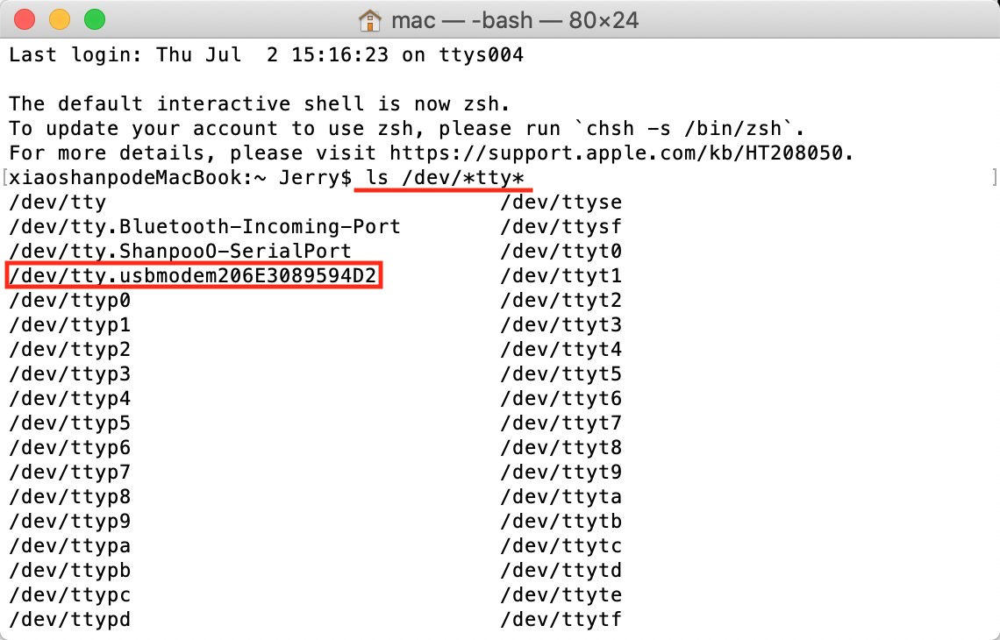 mac — -bash — 80×24
Last login: Thu Jul  2 15:16:23 on ttys004
The default interactive shell is now zsh.
To update your account to use zsh, please run `chsh -s /bin/zsh`.
For more details, please visit https://support.apple.com/kb/HT208050.
[xiaoshanpodeMacBook:~ Jerry$ ls /dev/*tty* ]
/dev/tty /dev/ttyse
/dev/tty.Bluetooth-Incoming-Port /dev/ttysf
/dev/tty.ShanpooO-SerialPort /dev/ttyt0
/dev/tty.usbmodem206E3089594D2 /dev/ttyt1
/dev/ttyp0 /dev/ttyt2
/dev/ttyp1 /dev/ttyt3
/dev/ttyp2 /dev/ttyt4
/dev/ttyp3 /dev/ttyt5
/dev/ttyp4 /dev/ttyt6
/dev/ttyp5 /dev/ttyt7
/dev/ttyp6 /dev/ttyt8
/dev/ttyp7 /dev/ttyt9
/dev/ttyp8 /dev/ttyta
/dev/ttyp9 /dev/ttytb
/dev/ttypa /dev/ttytc
/dev/ttypb /dev/ttytd
/dev/ttypc /dev/ttyte
/dev/ttypd /dev/ttytf